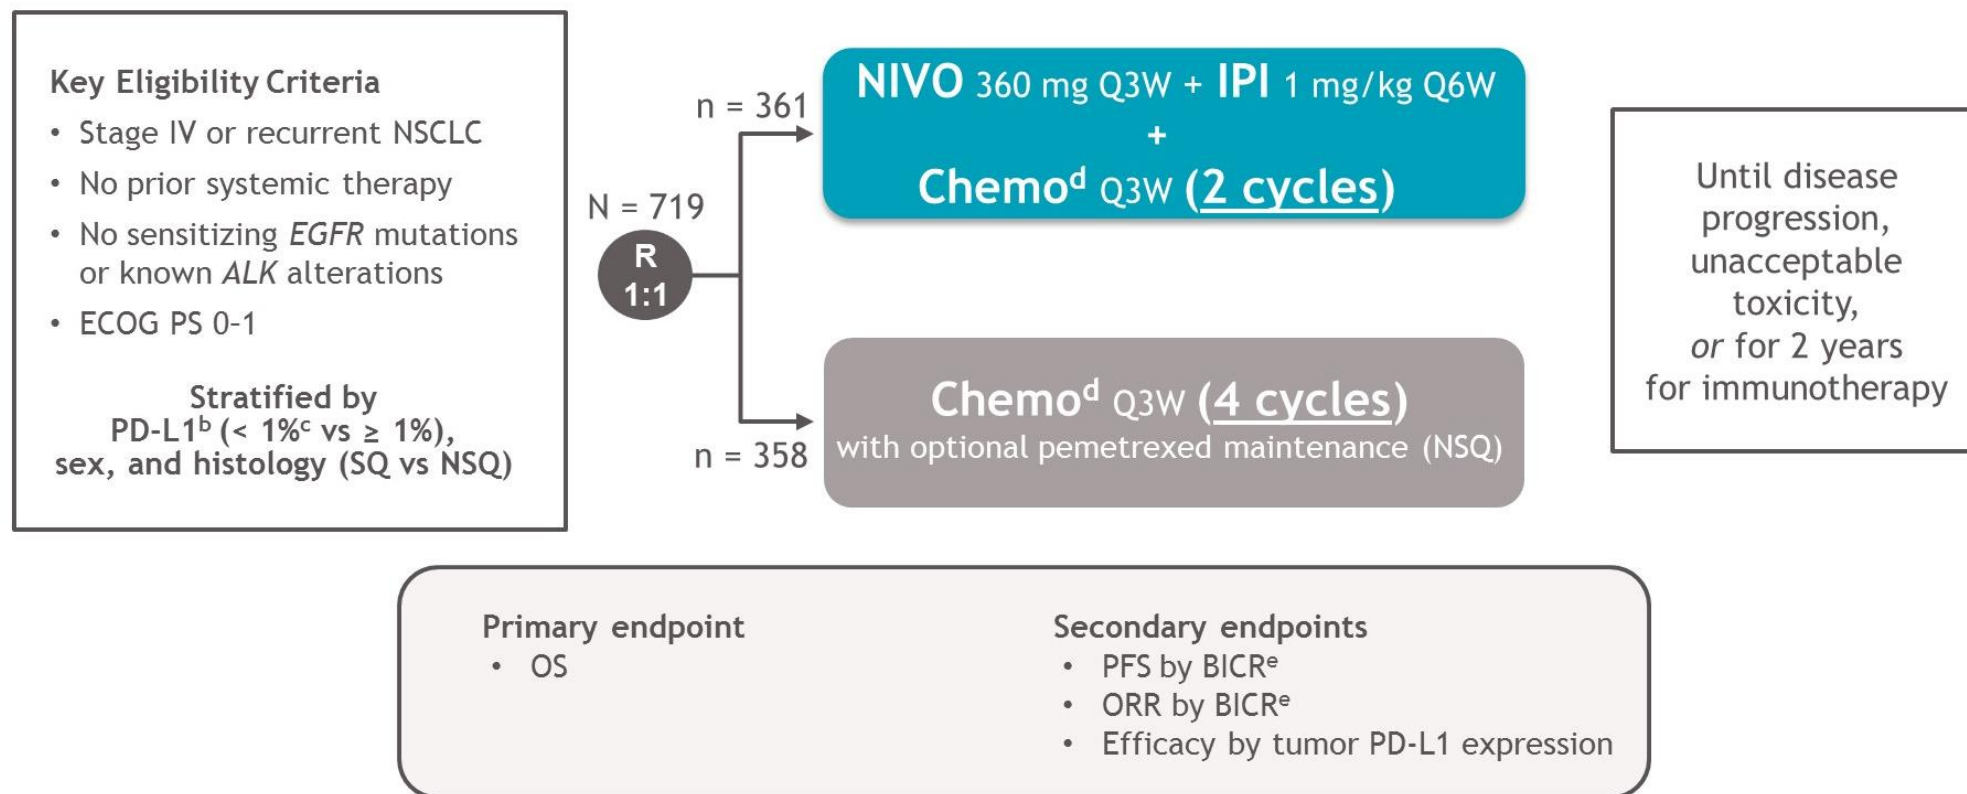 Key Eligibility Criteria
• Stage IV or recurrent NSCLC
• No prior systemic therapy
• No sensitizing EGFR mutations
or known ALK alterations
• ECOG PS 0-1
Stratified by
PD-L1ᵇ (< 1%ᶜ vs ≥ 1%),
sex, and histology (SQ vs NSQ)
N = 719
R
1:1
n = 361
NIVO 360 mg Q3W + IPI 1 mg/kg Q6W
+
Chemoᵈ Q3W (2 cycles)
n = 358
Chemoᵈ Q3W (4 cycles)
with optional pemetrexed maintenance (NSQ)
Until disease
progression,
unacceptable
toxicity,
or for 2 years
for immunotherapy
Primary endpoint
• OS
Secondary endpoints
• PFS by BICRᵉ
• ORR by BICRᵉ
• Efficacy by tumor PD-L1 expression